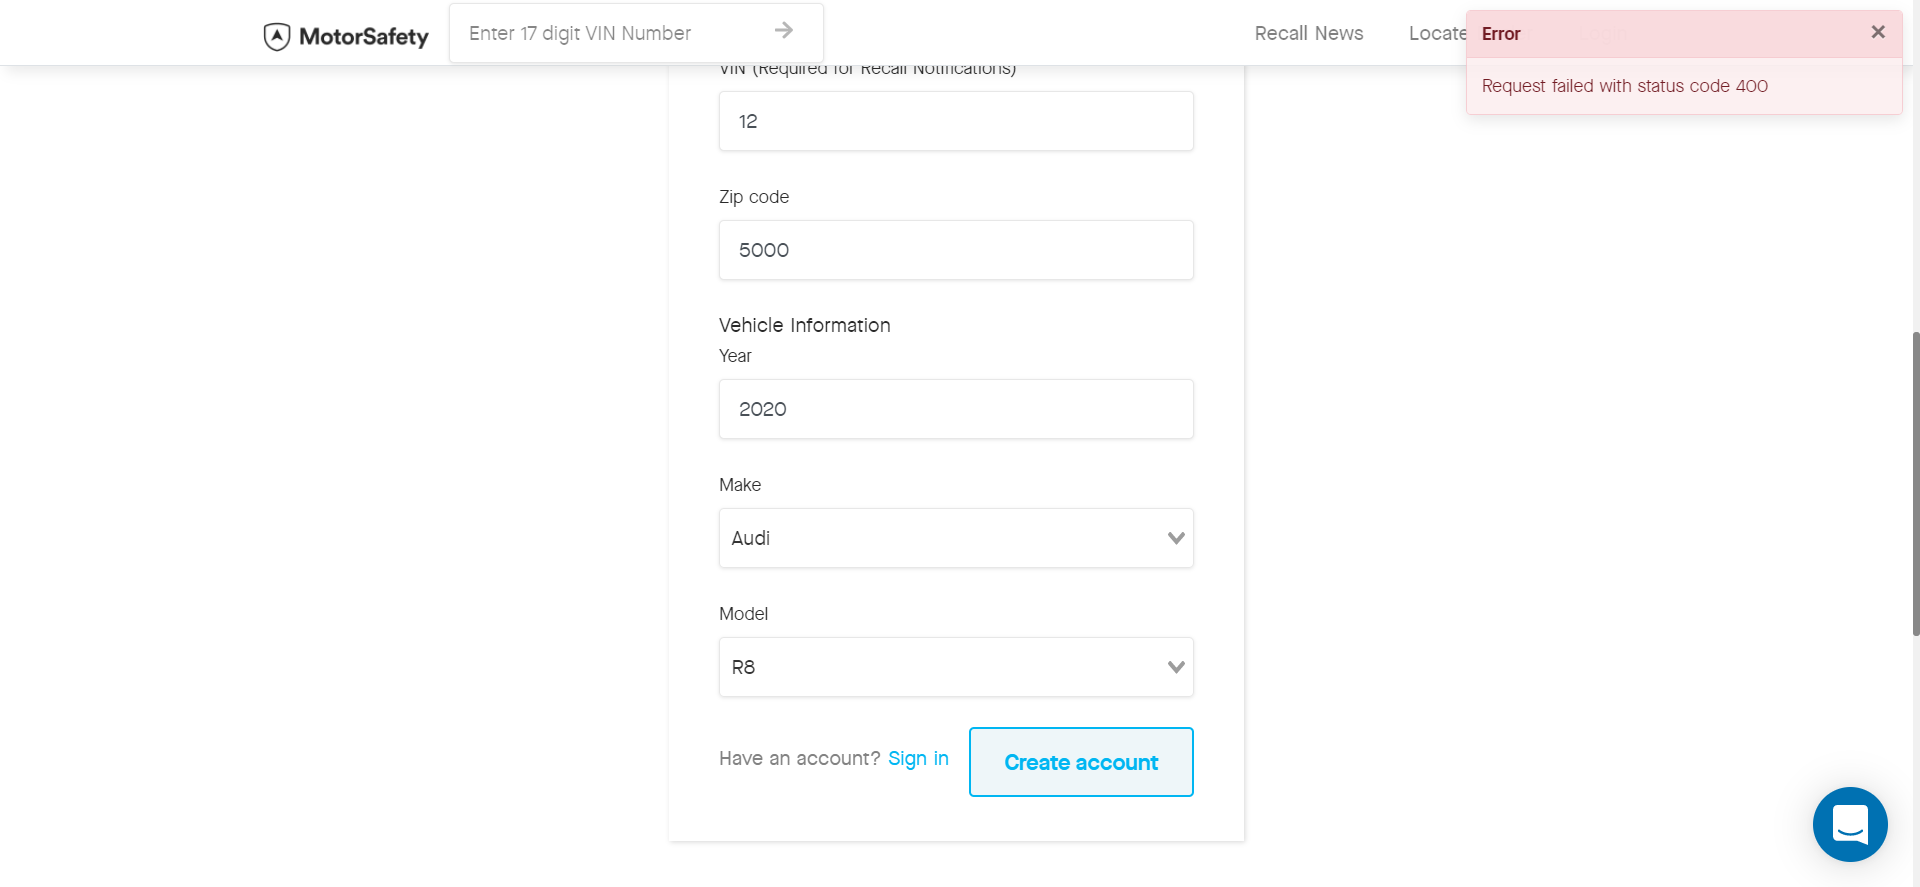 MotorSafety
Enter 17 digit VIN Number
Recall News
Locate
Error
Request failed with status code 400
VIN (Required for Recall Notifications)
12
Zip code
5000
Vehicle Information
Year
2020
Make
Audi
Model
R8
Have an account? Sign in
Create account